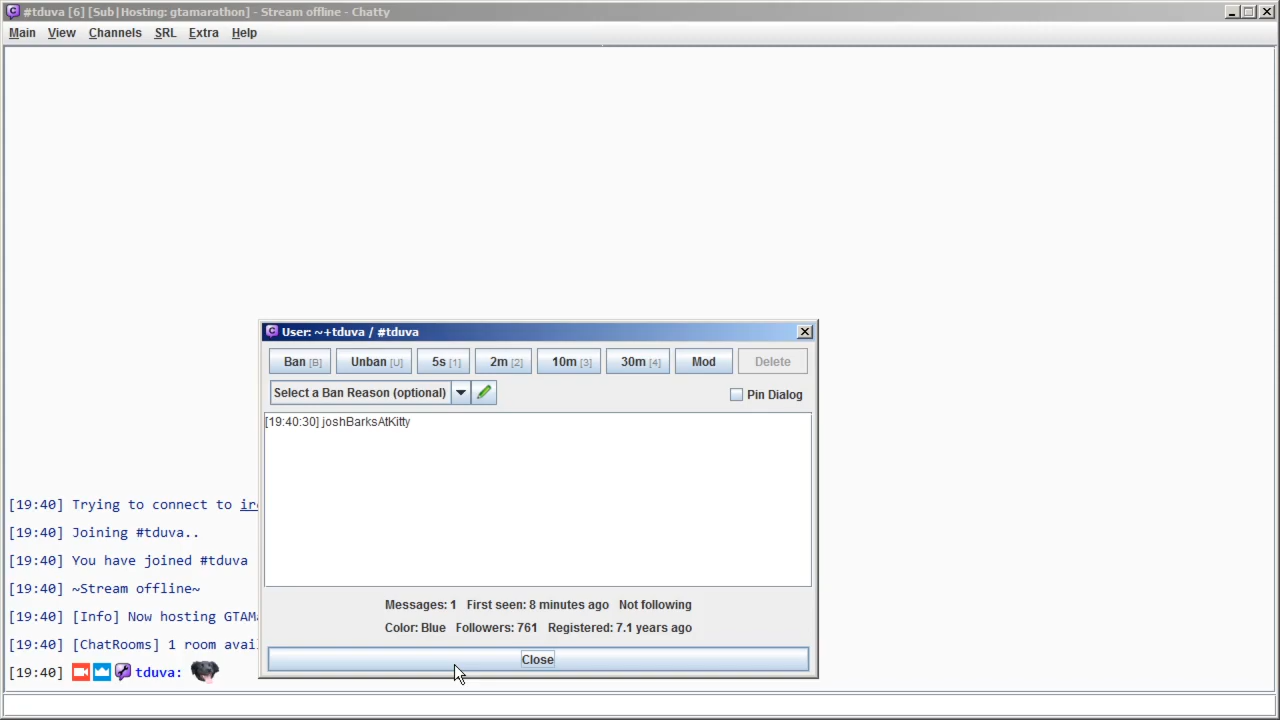 #tduva [6] [Sub|Hosting: gtamarathon] - Stream offline - Chatty
Main View Channels SRL Extra Help
User: ~+tduva / #tduva
Ban [B] Unban [U] 5s [1] 2m [2] 10m [3] 30m [4] Mod Delete
Select a Ban Reason (optional) Pin Dialog
[19:40:30] joshBarksAtKitty
[19:40] Trying to connect to
[19:40] Joining #tduva..
[19:40] You have joined #tduva
[19:40] ~Stream offline~
[19:40] [Info] Now hosting
[19:40] [ChatRooms] 1 room
[19:40] tduva:
Messages: 1 First seen: 8 minutes ago Not following
Color: Blue Followers: 761 Registered: 7.1 years ago
Close